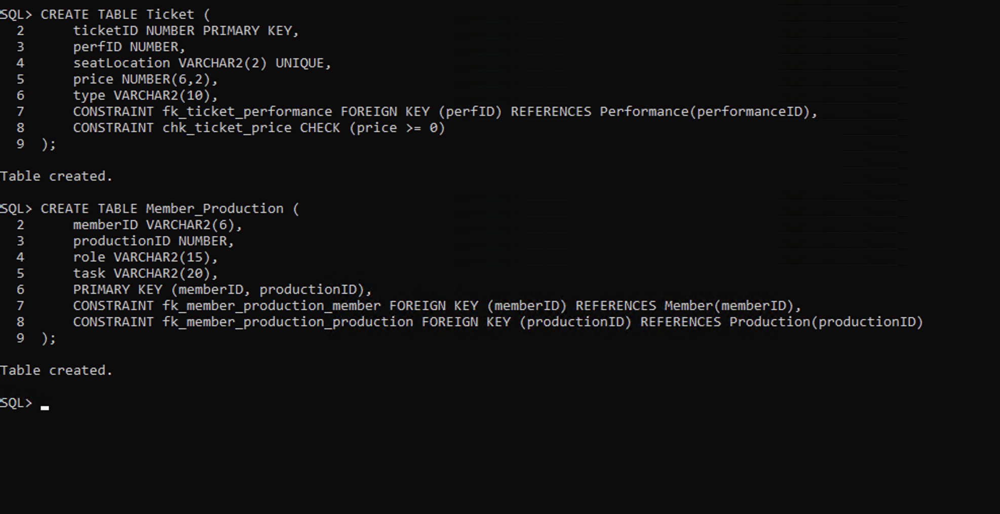 SQL> CREATE TABLE Ticket (
  2      ticketID NUMBER PRIMARY KEY,
  3      perfID NUMBER,
  4      seatLocation VARCHAR2(2) UNIQUE,
  5      price NUMBER(6,2),
  6      type VARCHAR2(10),
  7      CONSTRAINT fk_ticket_performance FOREIGN KEY (perfID) REFERENCES Performance(performanceID),
  8      CONSTRAINT chk_ticket_price CHECK (price >= 0)
  9  );
Table created.
SQL> CREATE TABLE Member_Production (
  2      memberID VARCHAR2(6),
  3      productionID NUMBER,
  4      role VARCHAR2(15),
  5      task VARCHAR2(20),
  6      PRIMARY KEY (memberID, productionID),
  7      CONSTRAINT fk_member_production_member FOREIGN KEY (memberID) REFERENCES Member(memberID),
  8      CONSTRAINT fk_member_production_production FOREIGN KEY (productionID) REFERENCES Production(productionID)
  9  );
Table created.
SQL>